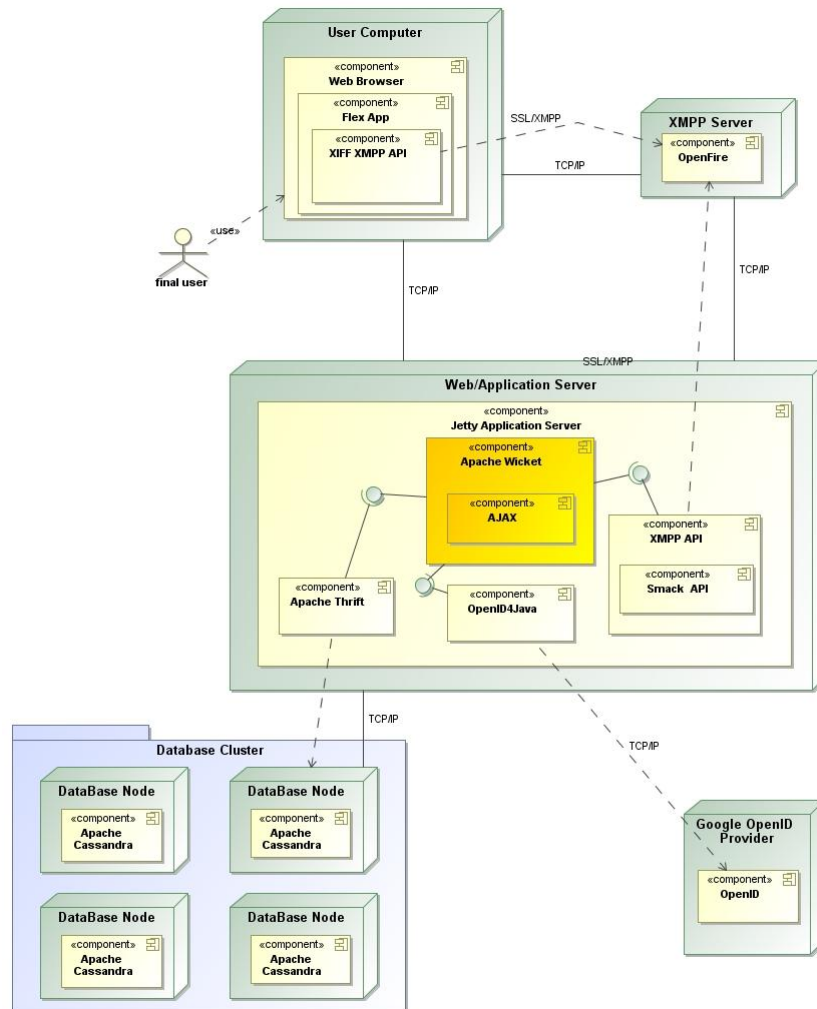 User Computer
«component»
Web Browser
«component»
Flex App
«component»
XIFF XMPP API
SSL/XMPP
XMPP Server
«component»
OpenFire
TCP/IP
«use»
final user
TCP/IP
TCP/IP
SSL/XMPP
Web/Application Server
«component»
Jetty Application Server
«component»
Apache Wicket
«component»
AJAX
«component»
XMPP API
«component»
Smack API
«component»
Apache Thrift
«component»
OpenID4Java
TCP/IP
TCP/IP
Database Cluster
DataBase Node
«component»
Apache
Cassandra
DataBase Node
«component»
Apache
Cassandra
Google OpenID
Provider
«component»
OpenID
DataBase Node
«component»
Apache
Cassandra
DataBase Node
«component»
Apache
Cassandra